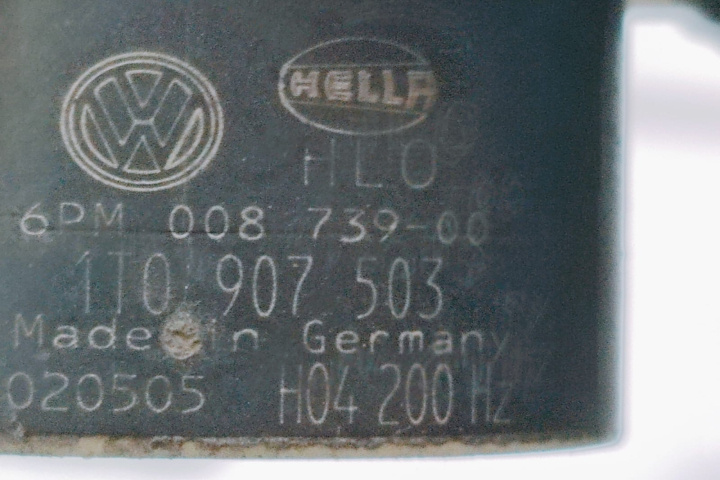 HELLA
HLO
6PM 008 739-00
1T0 907 503
Made in Germany
020505 H04 200 Hz